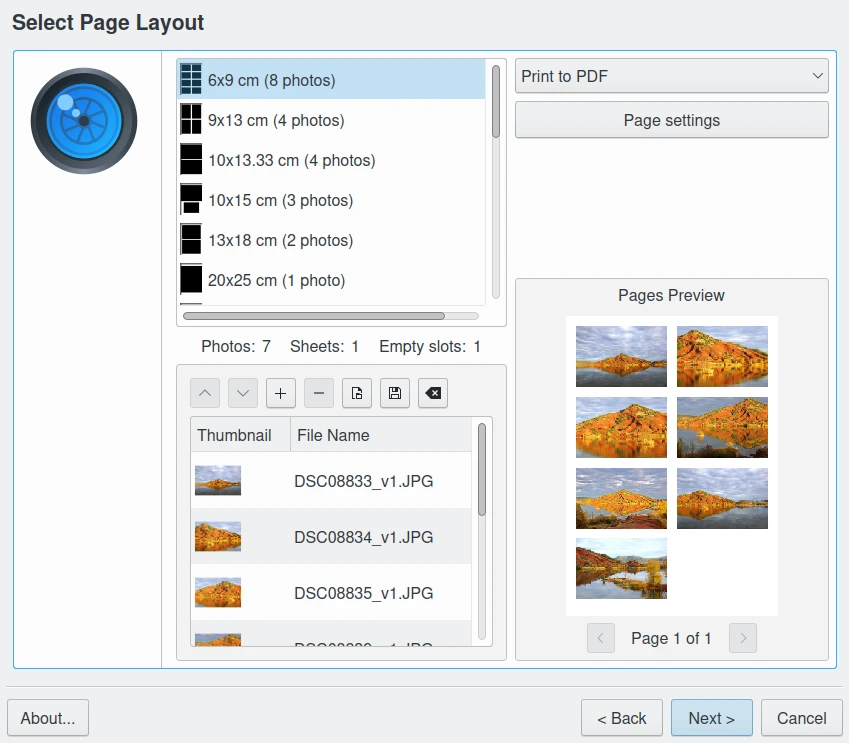 Select Page Layout
6x9 cm (8 photos)
9x13 cm (4 photos)
10x13.33 cm (4 photos)
10x15 cm (3 photos)
13x18 cm (2 photos)
20x25 cm (1 photo)
Print to PDF
Page settings
Photos: 7 Sheets: 1 Empty slots: 1
Thumbnail File Name
DSC08833_v1.JPG
DSC08834_v1.JPG
DSC08835_v1.JPG
Pages Preview
Page 1 of 1
About...
< Back
Next >
Cancel